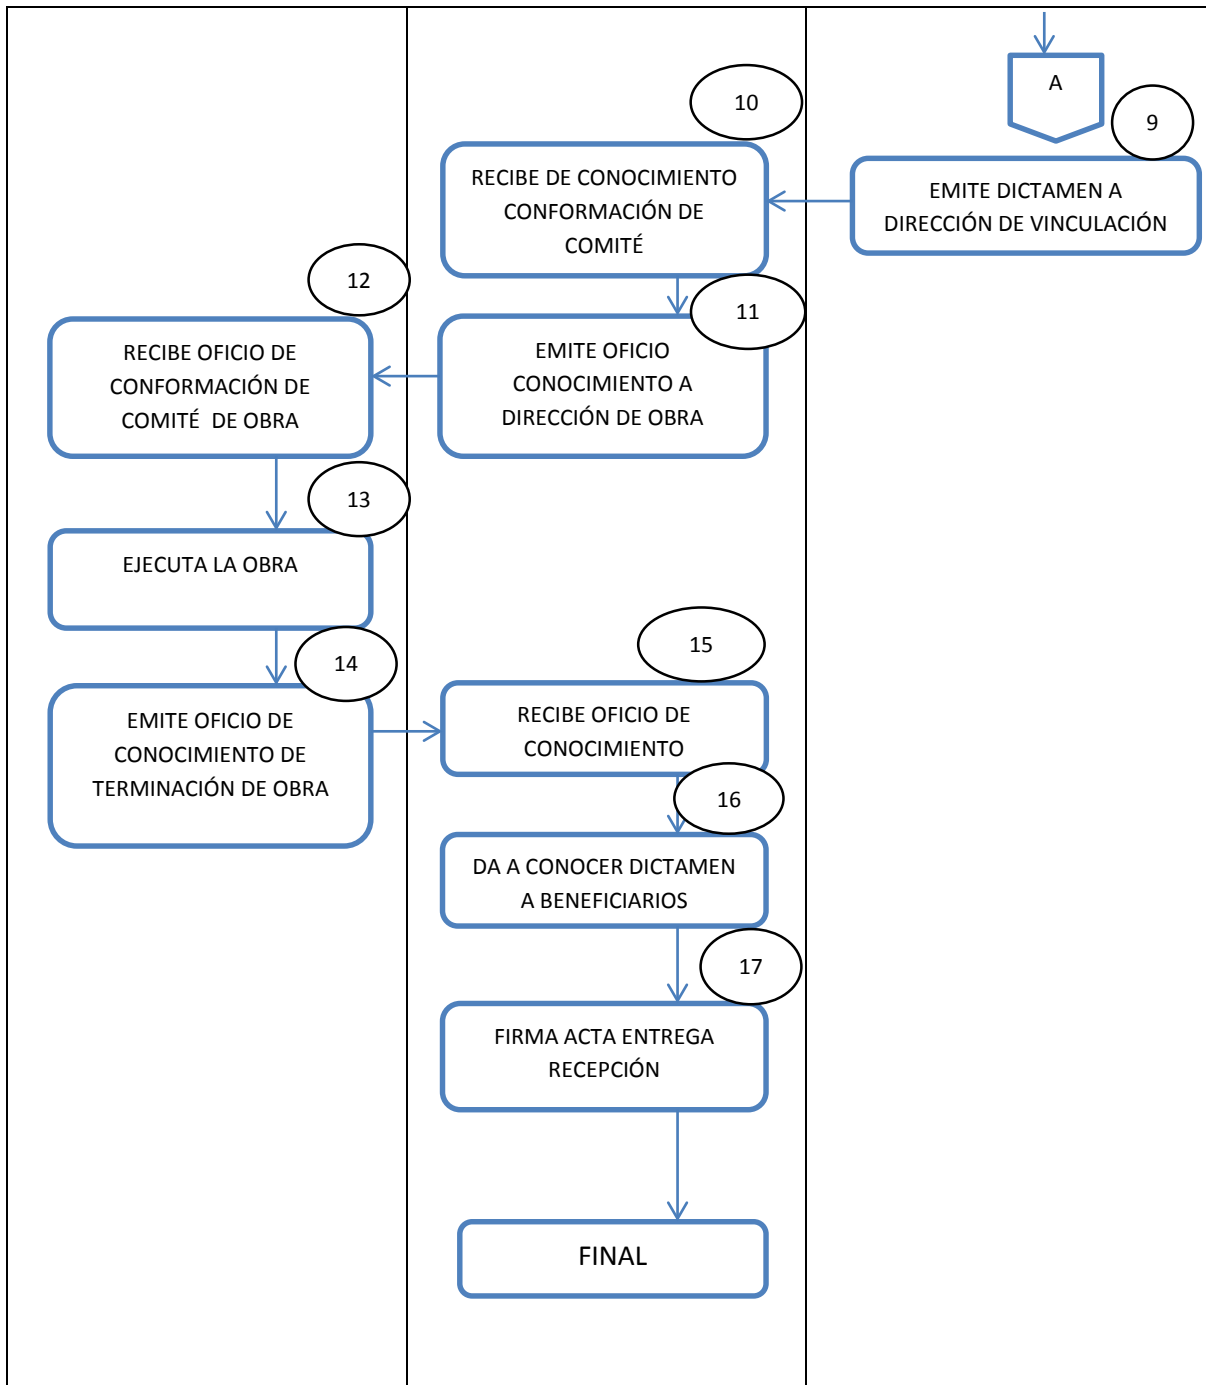 A
9
EMITE DICTAMEN A
DIRECCIÓN DE VINCULACIÓN
10
RECIBE DE CONOCIMIENTO
CONFORMACIÓN DE
COMITÉ
11
EMITE OFICIO
CONOCIMIENTO A
DIRECCIÓN DE OBRA
12
RECIBE OFICIO DE
CONFORMACIÓN DE
COMITÉ  DE OBRA
13
EJECUTA LA OBRA
14
EMITE OFICIO DE
CONOCIMIENTO DE
TERMINACIÓN DE OBRA
15
RECIBE OFICIO DE
CONOCIMIENTO
16
DA A CONOCER DICTAMEN
A BENEFICIARIOS
17
FIRMA ACTA ENTREGA
RECEPCIÓN
FINAL